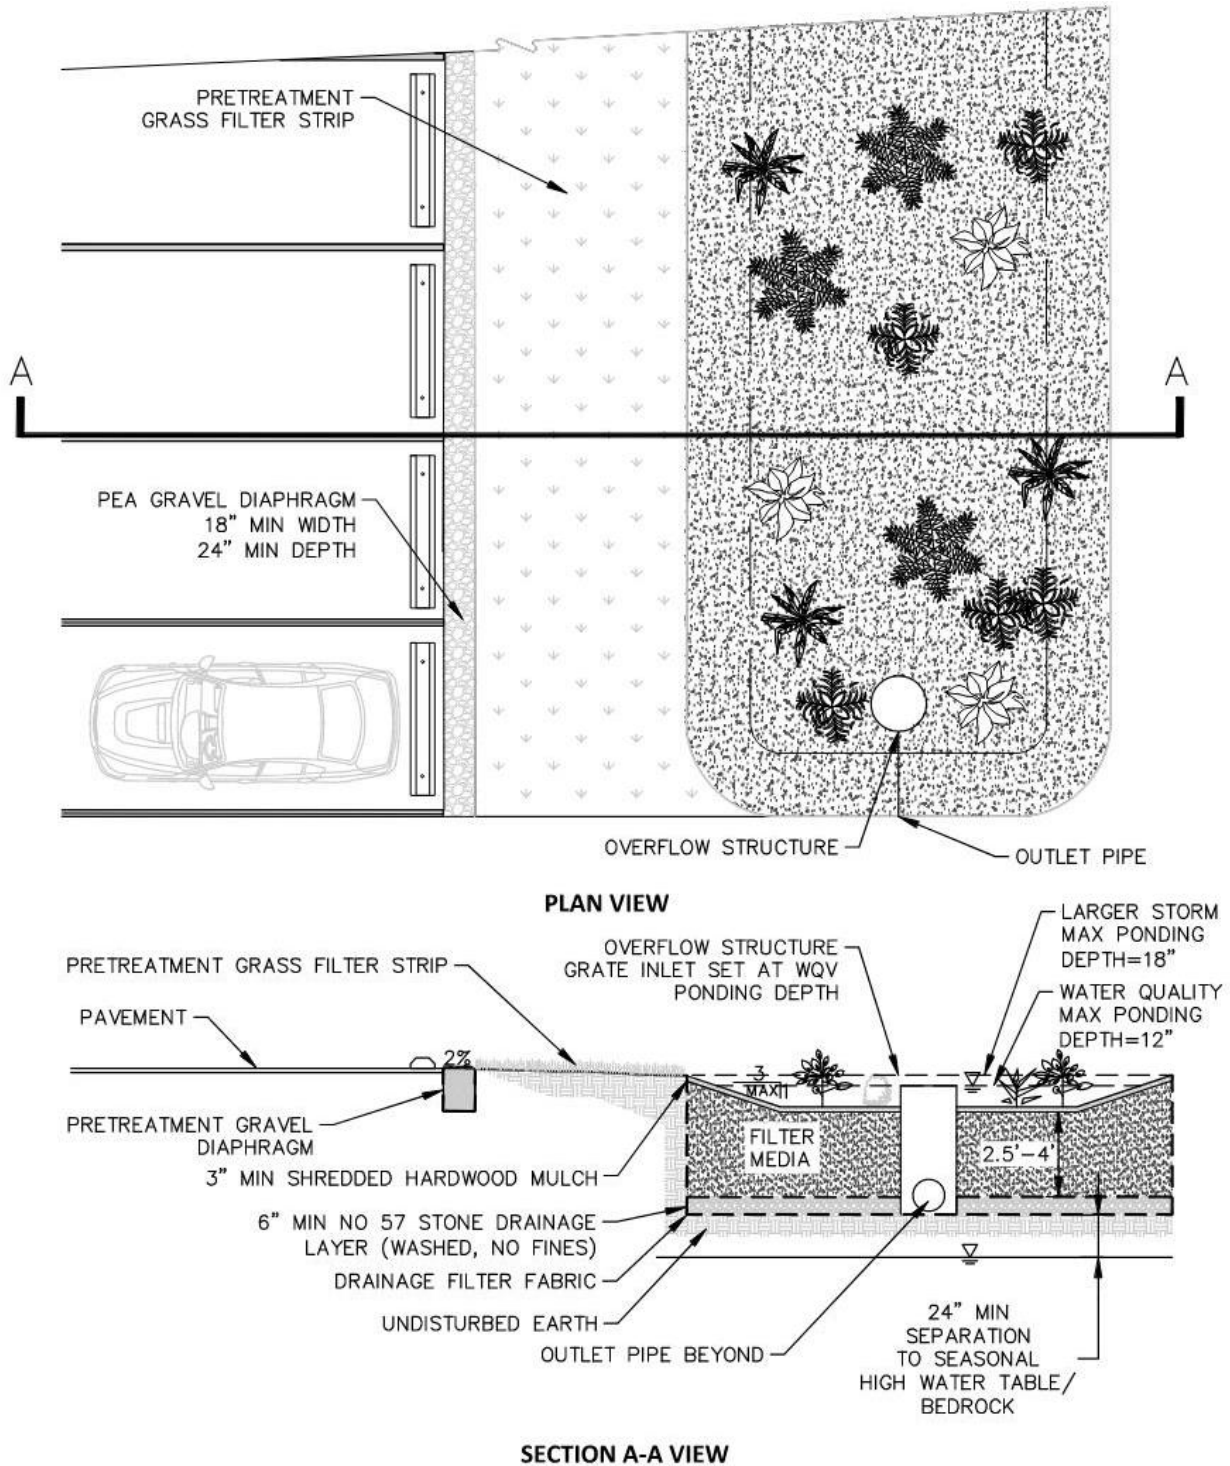 PRETREATMENT
GRASS FILTER STRIP
A
A
PEA GRAVEL DIAPHRAGM
18” MIN WIDTH
24” MIN DEPTH
OVERFLOW STRUCTURE
OUTLET PIPE
PLAN VIEW
LARGER STORM
MAX PONDING
DEPTH=18”
OVERFLOW STRUCTURE
GRATE INLET SET AT WQV
PONDING DEPTH
PRETREATMENT GRASS FILTER STRIP
WATER QUALITY
MAX PONDING
DEPTH=12”
PAVEMENT
2%
3
MAX 1
PRETREATMENT GRAVEL
DIAPHRAGM
FILTER
MEDIA
2.5’–4’
3” MIN SHREDDED HARDWOOD MULCH
6” MIN NO 57 STONE DRAINAGE
LAYER (WASHED, NO FINES)
DRAINAGE FILTER FABRIC
UNDISTURBED EARTH
OUTLET PIPE BEYOND
24” MIN
SEPARATION
TO SEASONAL
HIGH WATER TABLE/
BEDROCK
SECTION A-A VIEW